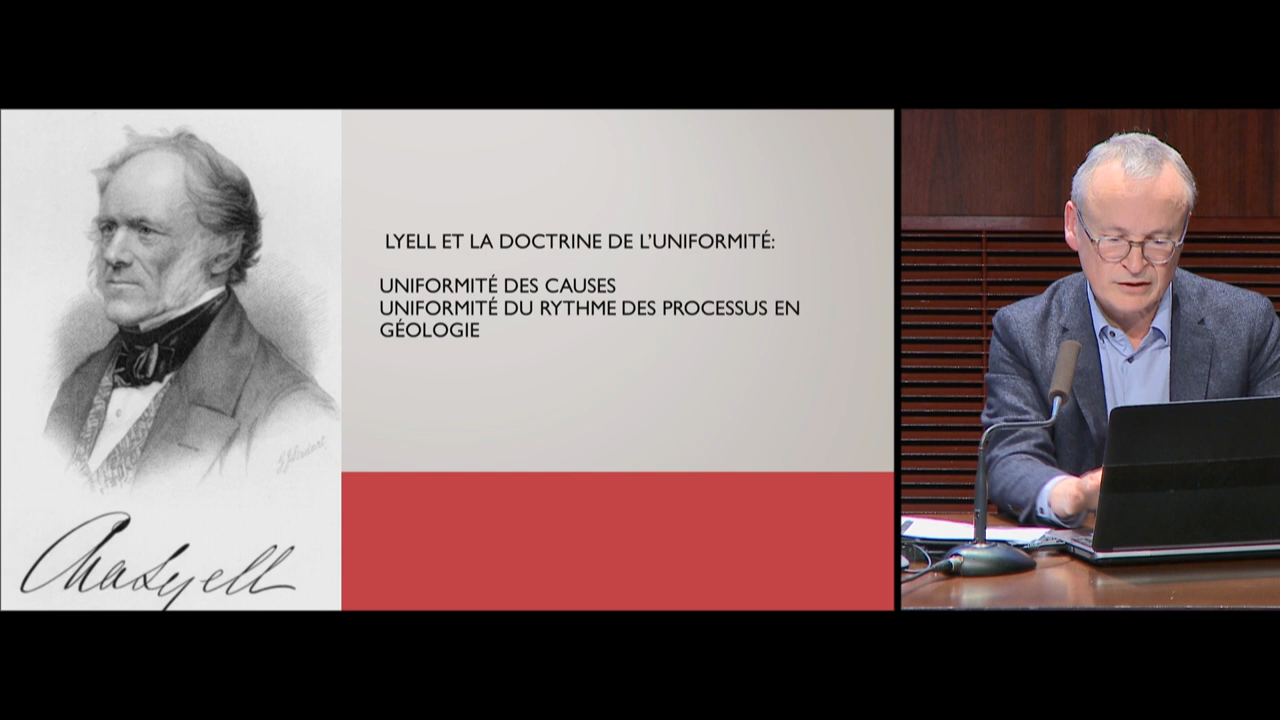 LYELL ET LA DOCTRINE DE L'UNIFORMITÉ:
UNIFORMITÉ DES CAUSES
UNIFORMITÉ DU RYTHME DES PROCESSUS EN
GÉOLOGIE
Cha Lyell